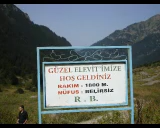 GÜZEL ELEVİT'İMİZE
HOŞ GELDİNİZ
RAKIM - 1800 M.
NÜFUS - BELİRSİZ
R . B .